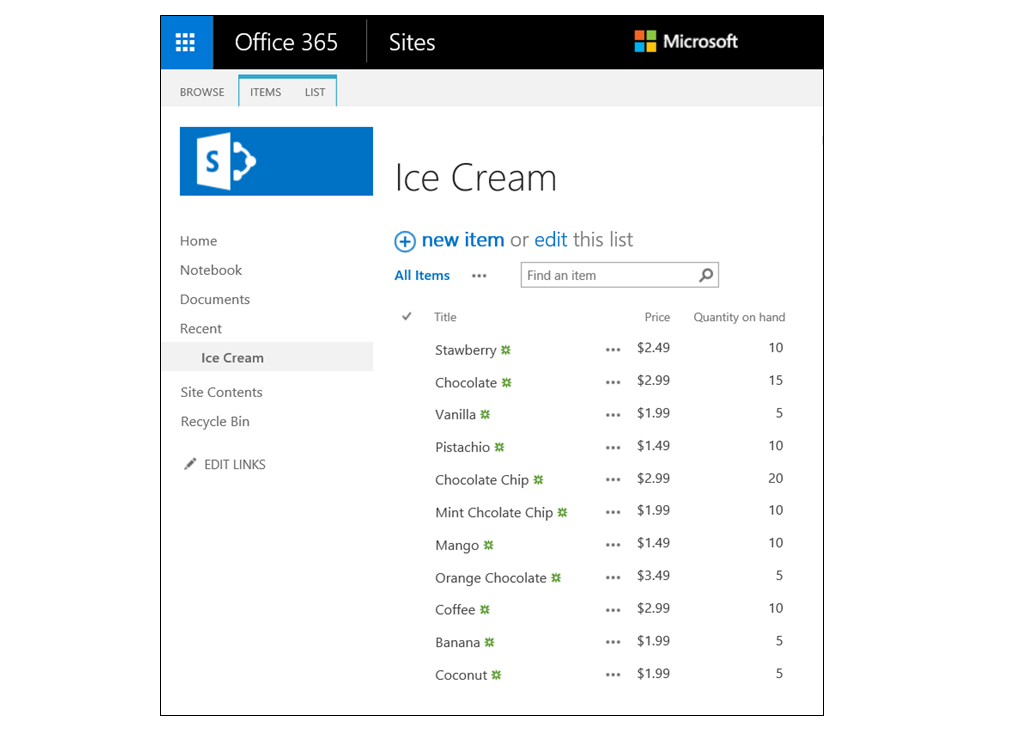 Office 365 Sites Microsoft
BROWSE ITEMS LIST
S
Ice Cream
Home
Notebook
Documents
Recent
Ice Cream
Site Contents
Recycle Bin
EDIT LINKS
new item or edit this list
All Items ••• Find an item
Title Price Quantity on hand
Stawberry ••• $2.49 10
Chocolate ••• $2.99 15
Vanilla ••• $1.99 5
Pistachio ••• $1.49 10
Chocolate Chip ••• $2.99 20
Mint Chcolate Chip ••• $1.99 10
Mango ••• $1.49 10
Orange Chocolate ••• $3.49 5
Coffee ••• $2.99 10
Banana ••• $1.99 5
Coconut ••• $1.99 5